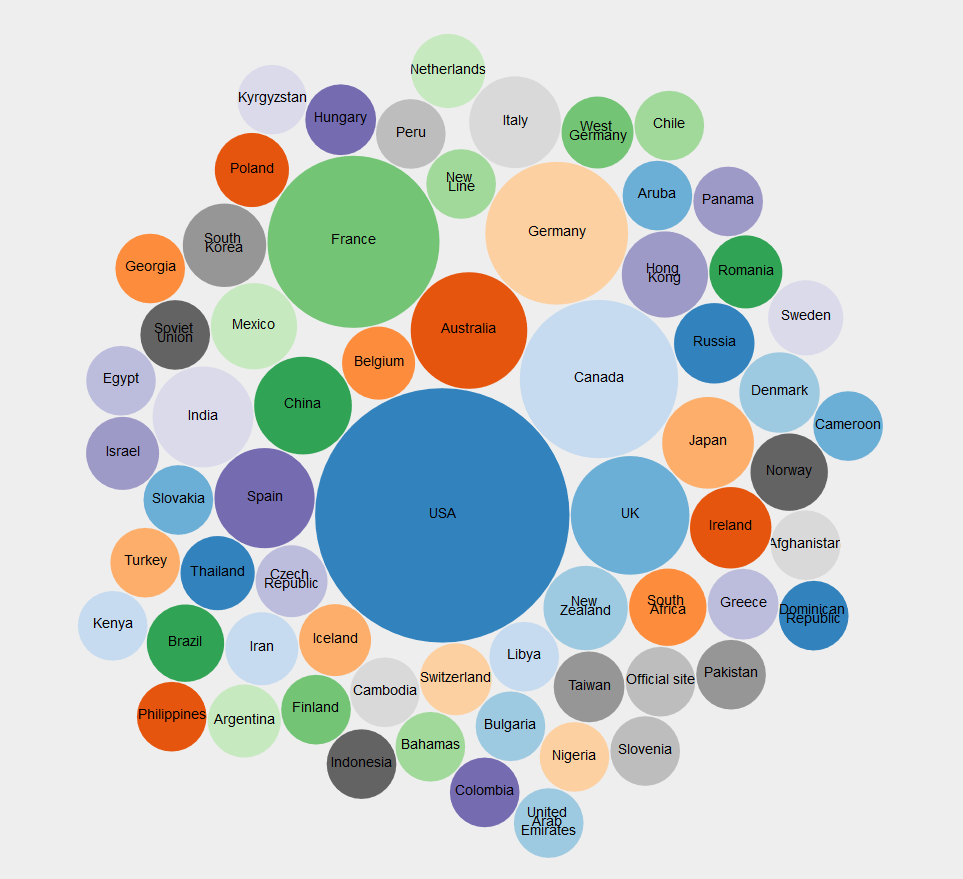 Netherlands
Kyrgyzstan
Hungary
Peru
Italy
West
Germany
Chile
Poland
New
Line
Aruba
Panama
South
Korea
France
Germany
Georgia
Hong
Kong
Romania
Soviet
Union
Mexico
Australia
Sweden
Russia
Belgium
Egypt
China
Canada
Denmark
India
Cameroon
Israel
Japan
Norway
Slovakia
Spain
USA
UK
Ireland
Afghanistan
Turkey
Thailand
Czech
Republic
New
Zealand
South
Africa
Greece
Dominican
Republic
Kenya
Brazil
Iran
Iceland
Libya
Switzerland
Cambodia
Taiwan
Official site
Pakistan
Philippines
Argentina
Finland
Bulgaria
Bahamas
Indonesia
Nigeria
Slovenia
Colombia
United
Arab
Emirates